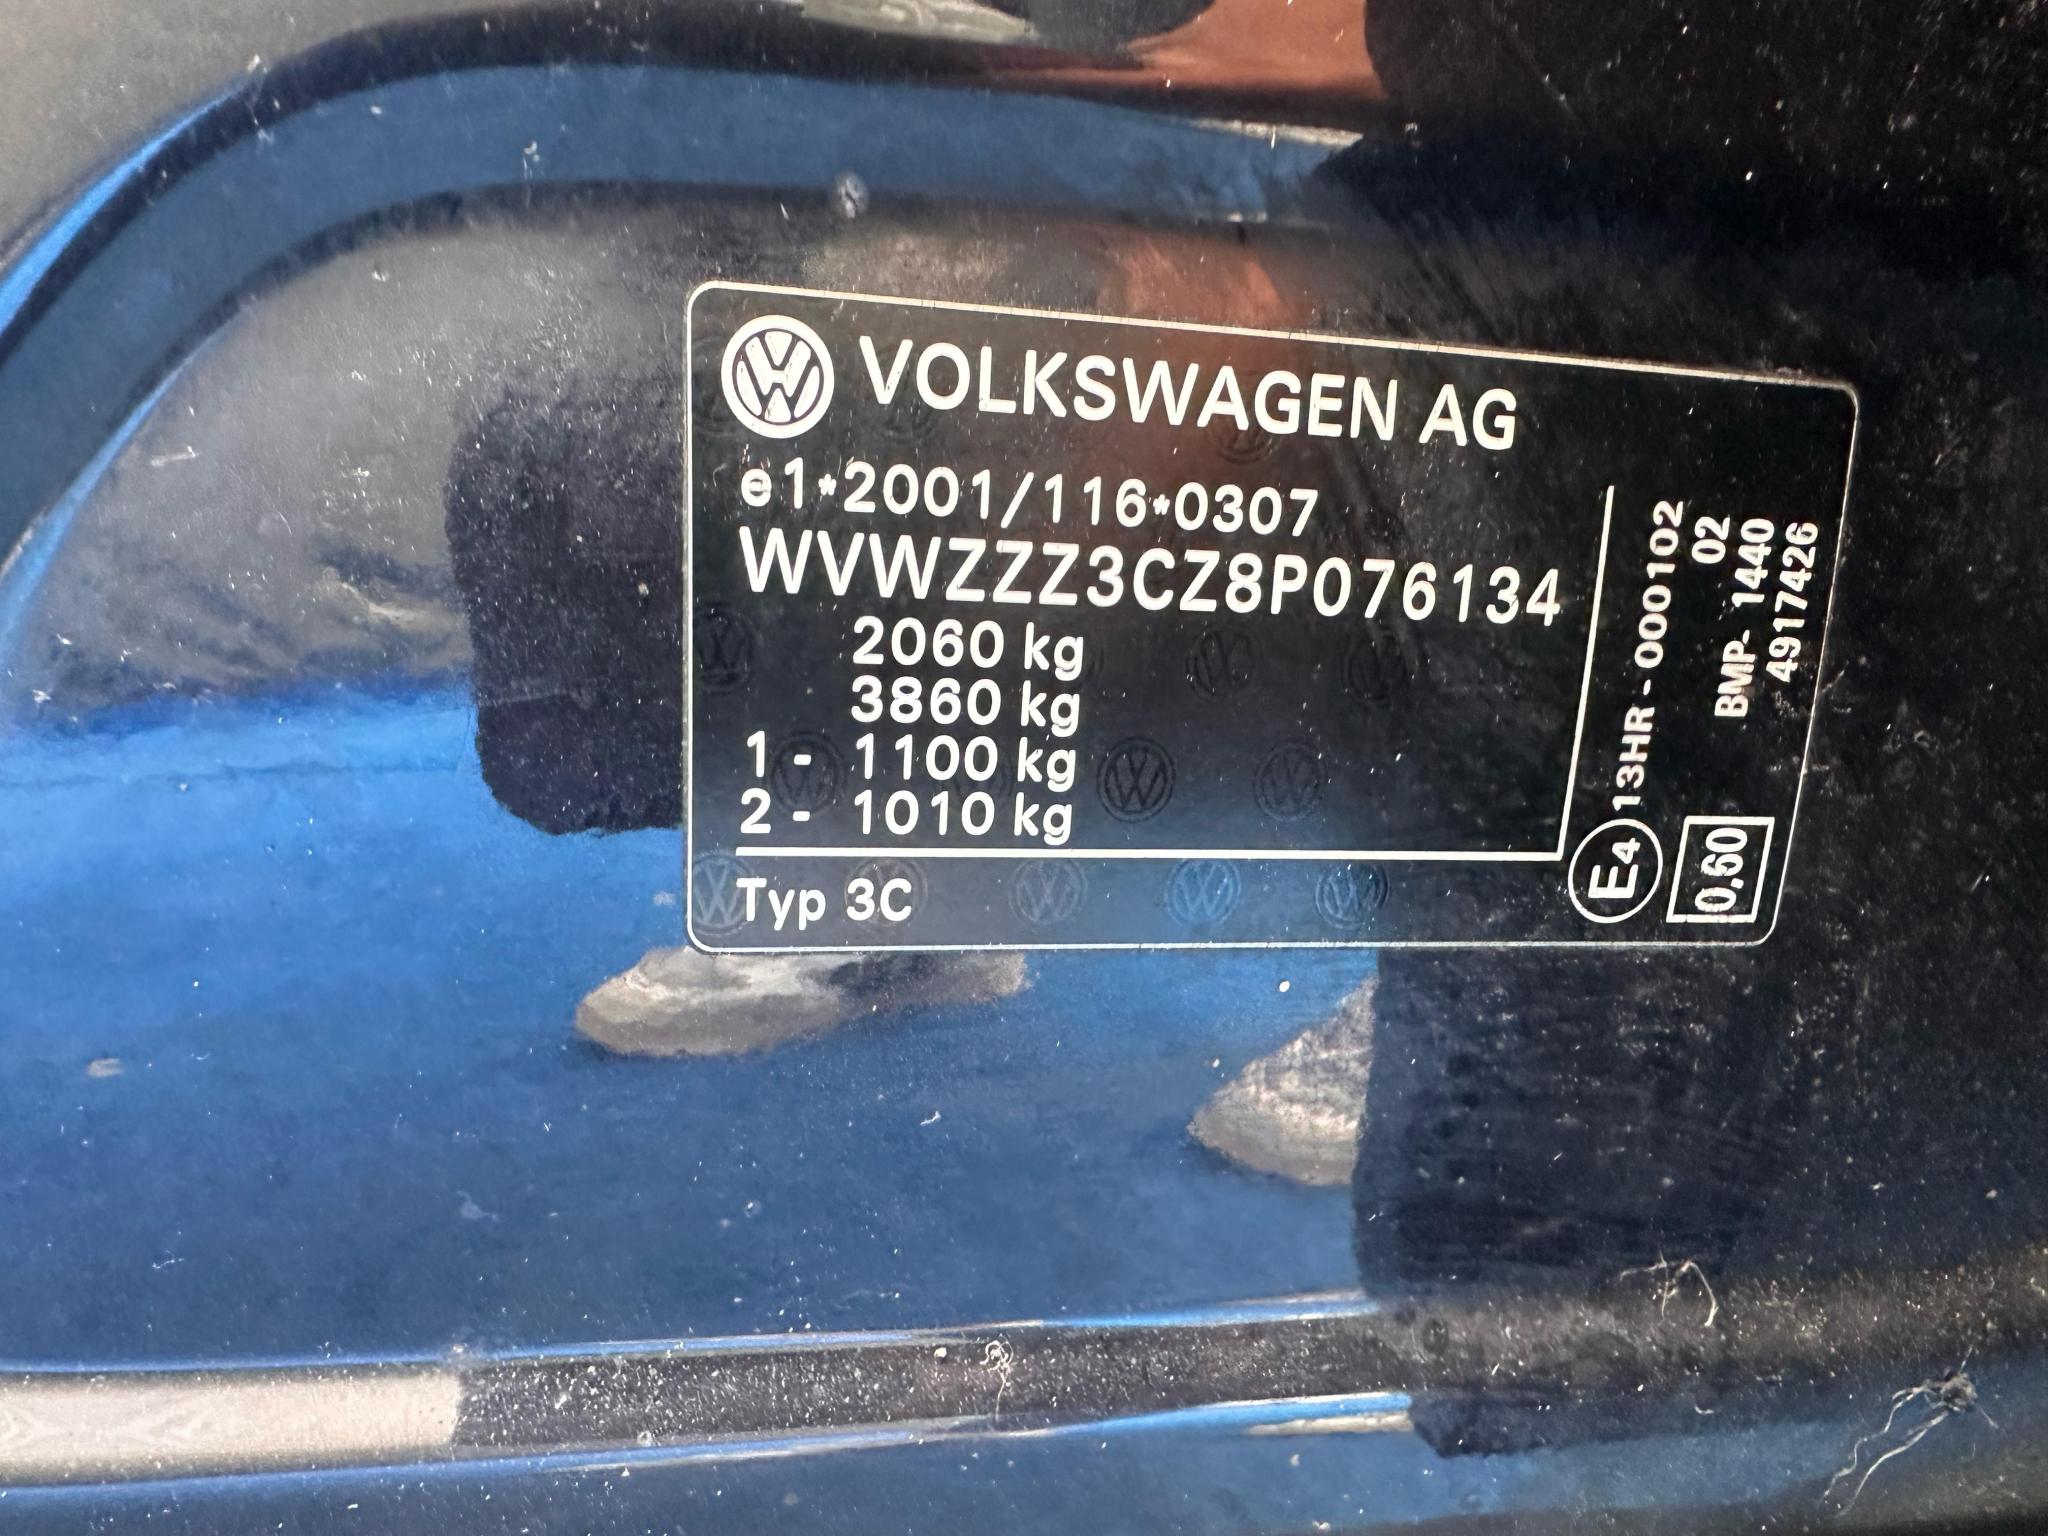 VOLKSWAGEN AG
e1*2001/116*0307
WVWZZZ3CZ8P076134
2060 kg
3860 kg
1 - 1100 kg
2 - 1010 kg
Typ 3C
E4 13HR - 000102
02
BMP- 1440
4917426
0,60